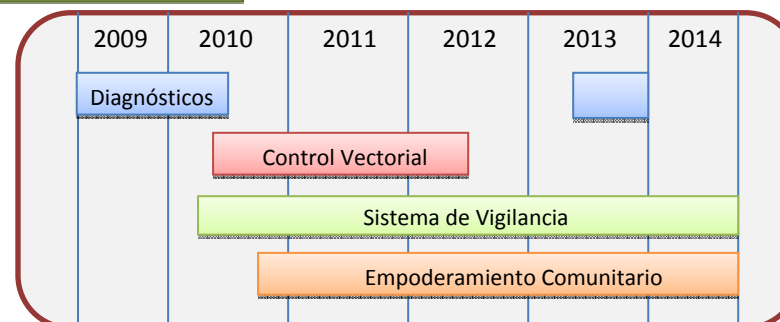 2009 2010 2011 2012 2013 2014
Diagnósticos
Control Vectorial
Sistema de Vigilancia
Empoderamiento Comunitario